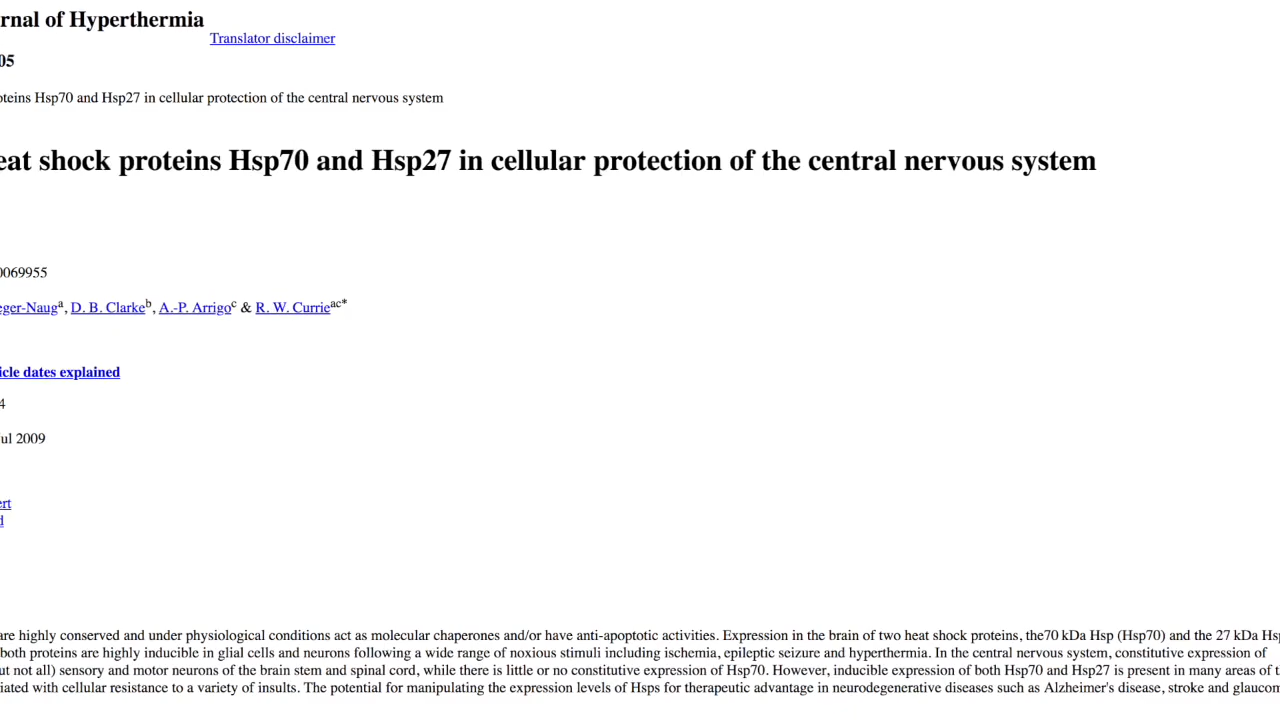 rnal of Hyperthermia
Translator disclaimer
05
oteins Hsp70 and Hsp27 in cellular protection of the central nervous system
eat shock proteins Hsp70 and Hsp27 in cellular protection of the central nervous system
0069955
eger-Nauga, D. B. Clarkeb, A.-P. Arrigoc & R. W. Currieac*
icle dates explained
4
ul 2009
ert
d
are highly conserved and under physiological conditions act as molecular chaperones and/or have anti-apoptotic activities. Expression in the brain of two heat shock proteins, the70 kDa Hsp (Hsp70) and the 27 kDa Hsp
both proteins are highly inducible in glial cells and neurons following a wide range of noxious stimuli including ischemia, epileptic seizure and hyperthermia. In the central nervous system, constitutive expression of
ut not all) sensory and motor neurons of the brain stem and spinal cord, while there is little or no constitutive expression of Hsp70. However, inducible expression of both Hsp70 and Hsp27 is present in many areas of t
iated with cellular resistance to a variety of insults. The potential for manipulating the expression levels of Hsps for therapeutic advantage in neurodegenerative diseases such as Alzheimer's disease, stroke and glaucom